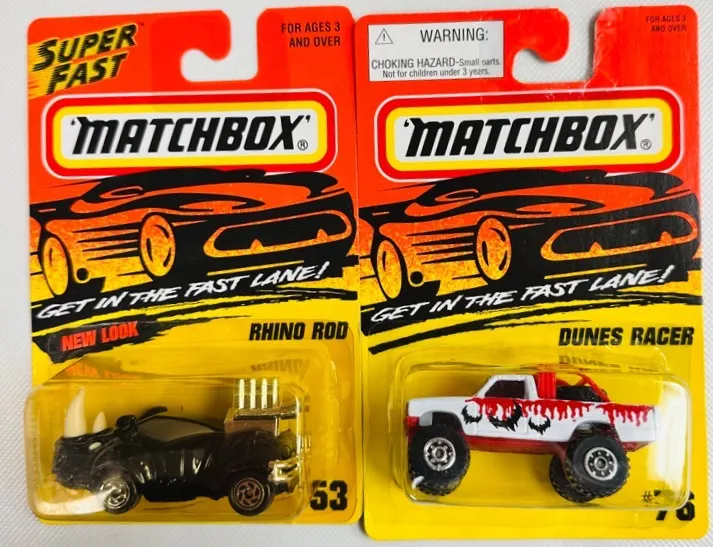 SUPER FAST
FOR AGES 3
AND OVER
'MATCHBOX'®
GET IN THE FAST LANE!
NEW LOOK
RHINO ROD
53
WARNING:
CHOKING HAZARD-Small parts.
Not for children under 3 years.
FOR AGES 3
AND OVER
'MATCHBOX'®
GET IN THE FAST LANE!
DUNES RACER
#76